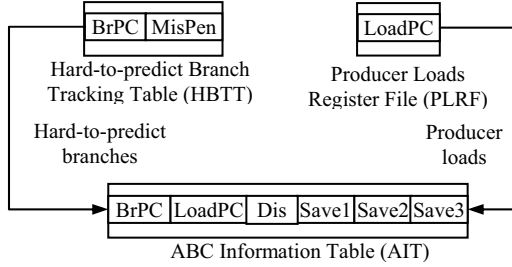 BrPC MisPen
LoadPC
Hard-to-predict Branch
Tracking Table (HBTT)
Producer Loads
Register File (PLRF)
Hard-to-predict
branches
Producer
loads
BrPC LoadPC Dis Save1 Save2 Save3
ABC Information Table (AIT)